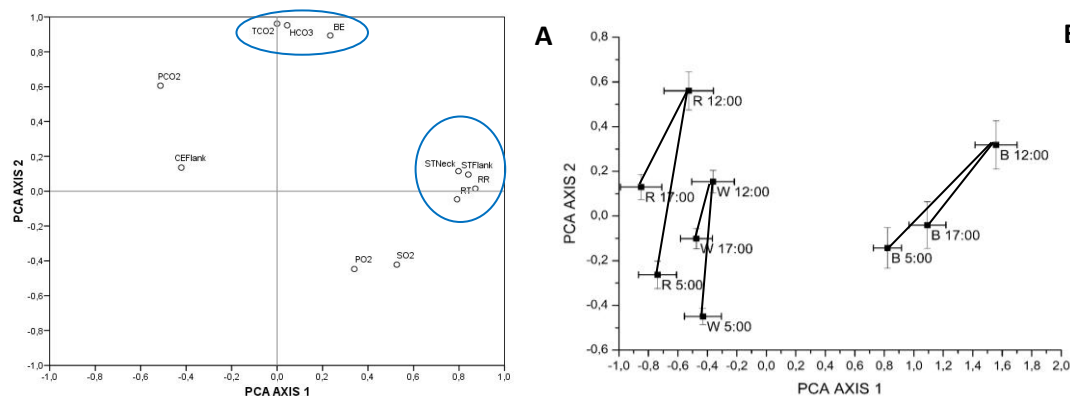 1,0
0,8
0,6
0,4
0,2
0,0
-0,2
-0,4
-0,6
-0,8
-1,0
PCA AXIS 2
TCO2
HCO3
BE
PCO2
CEFlank
STNeck
STFlank
RR
RT
PO2
SO2
-1,0 -0,8 -0,6 -0,4 -0,2 0,0 0,2 0,4 0,6 0,8 1,0
PCA AXIS 1
A
0,8
0,6
0,4
0,2
0,0
-0,2
-0,4
-0,6
PCA AXIS 2
R 12:00
R 17:00
W 12:00
W 17:00
R 5:00
W 5:00
B 12:00
B 17:00
B 5:00
-1,0 -0,8 -0,6 -0,4 -0,2 0,0 0,2 0,4 0,6 0,8 1,0 1,2 1,4 1,6 1,8 2,0
PCA AXIS 1